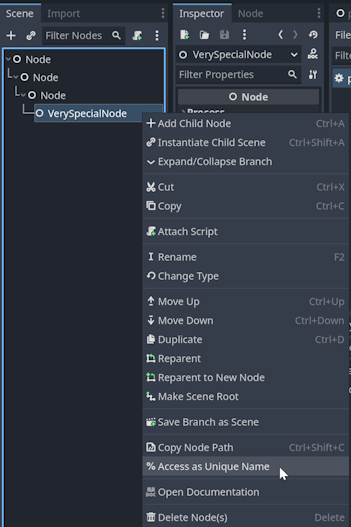 Scene Import
Inspector Node
Filter Nodes
File
VerySpecialNode
Filter Properties
Node
Node
Node
Node
VerySpecialNode
Process
Add Child Node Ctrl+A
Instantiate Child Scene Ctrl+Shift+A
Expand/Collapse Branch
Cut Ctrl+X
Copy Ctrl+C
Attach Script
Rename F2
Change Type
Move Up Ctrl+Up
Move Down Ctrl+Down
Duplicate Ctrl+D
Reparent
Reparent to New Node
Make Scene Root
Save Branch as Scene
Copy Node Path Ctrl+Shift+C
% Access as Unique Name
Open Documentation
Delete Node(s) Delete